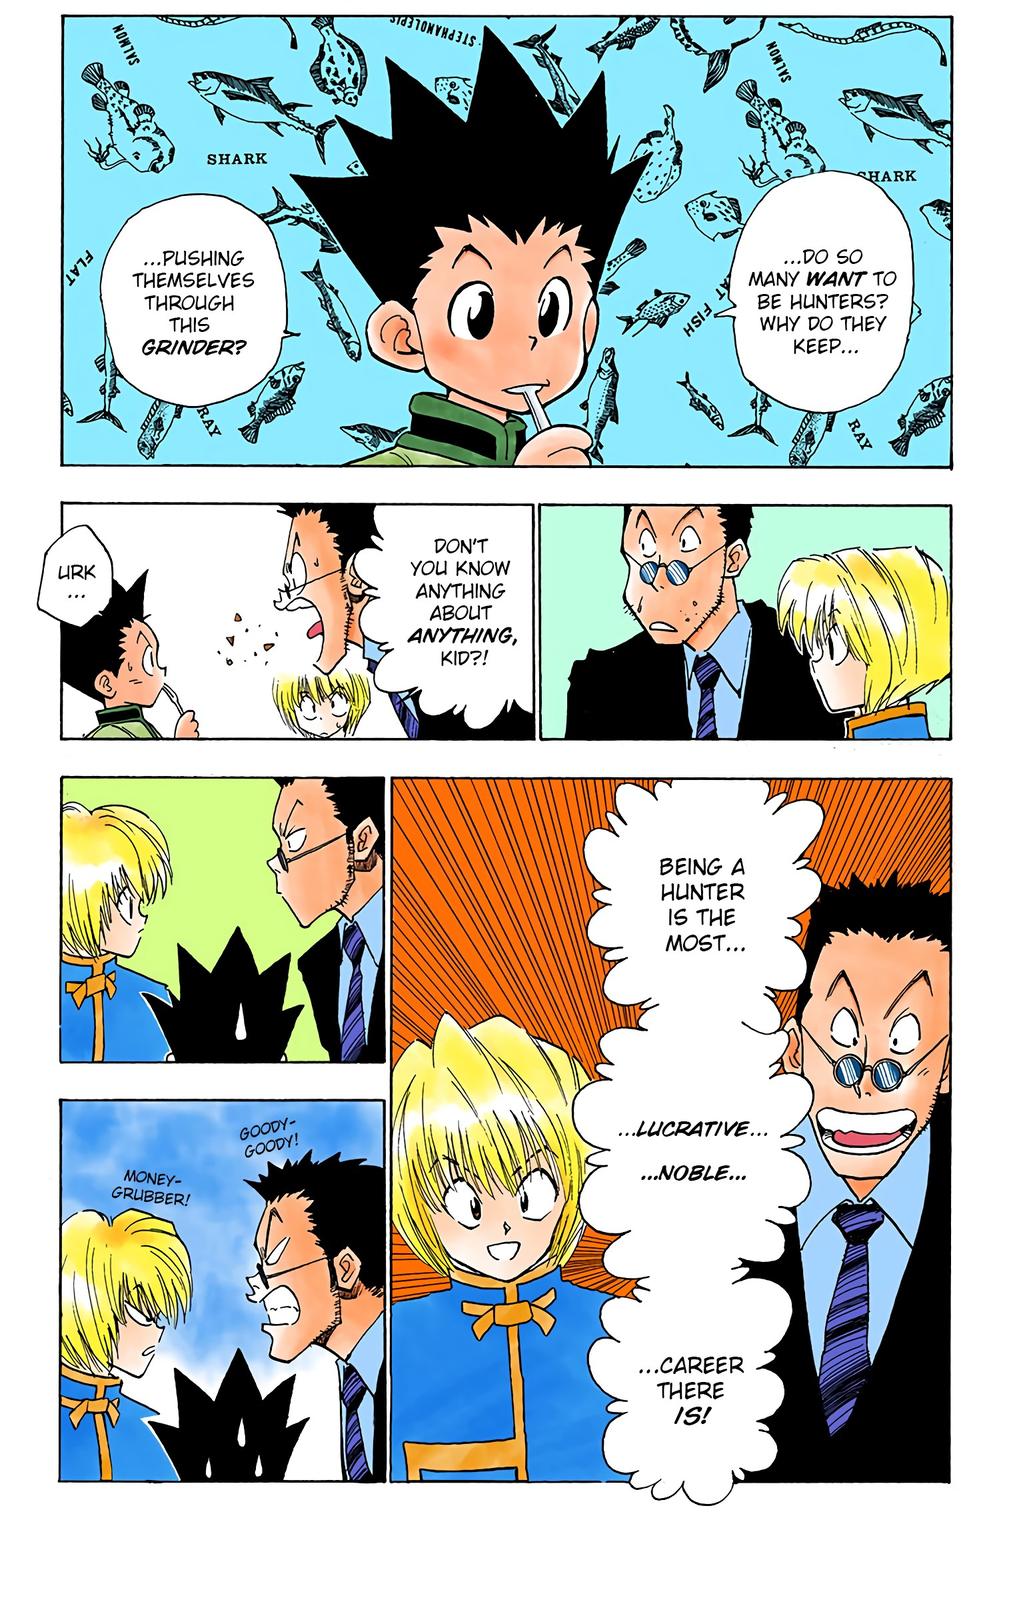 STEPHANOLEPIS
SALMON
SALMON
SHARK
SHARK
...DO SO
MANY WANT TO
BE HUNTERS?
WHY DO THEY
KEEP...
...PUSHING
THEMSELVES
THROUGH
THIS
GRINDER?
FLAT
FISH
RAY
RAY
DON'T
YOU KNOW
ANYTHING
ABOUT
ANYTHING,
KID?!
URK
...
BEING A
HUNTER
IS THE
MOST...
...LUCRATIVE...
...NOBLE...
...CAREER
THERE
IS!
GOODY-
GOODY!
MONEY-
GRUBBER!